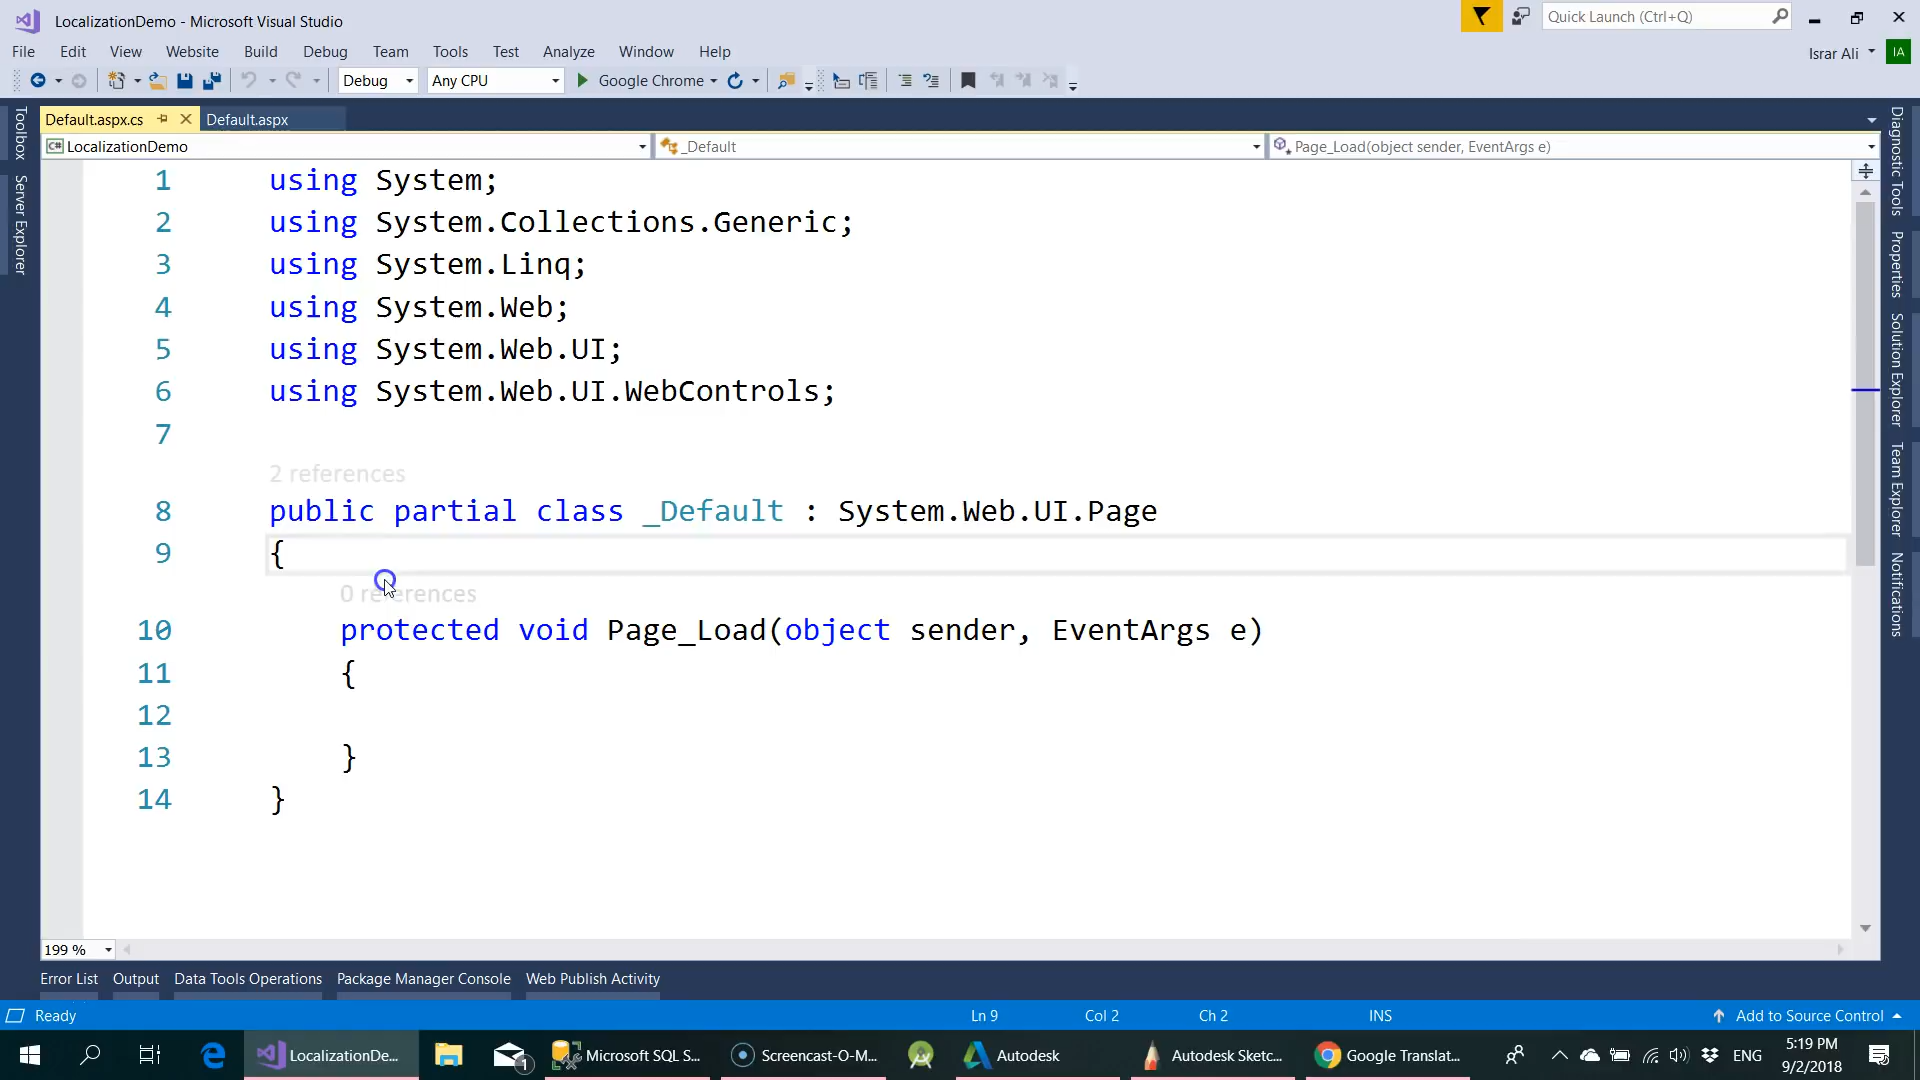 LocalizationDemo - Microsoft Visual Studio
Quick Launch (Ctrl+Q)
File Edit View Website Build Debug Team Tools Test Analyze Window Help
Israr Ali IA
Debug Any CPU Google Chrome
Default.aspx.cs Default.aspx
LocalizationDemo _Default Page_Load(object sender, EventArgs e)
Toolbox
Server Explorer
1 using System;
2 using System.Collections.Generic;
3 using System.Linq;
4 using System.Web;
5 using System.Web.UI;
6 using System.Web.UI.WebControls;
7
2 references
8 public partial class _Default : System.Web.UI.Page
9 {
0 references
10 protected void Page_Load(object sender, EventArgs e)
11 {
12
13 }
14 }
Diagnostic Tools
Properties
Solution Explorer
Team Explorer
Notifications
199 %
Error List Output Data Tools Operations Package Manager Console Web Publish Activity
Ready Ln 9 Col 2 Ch 2 INS Add to Source Control
LocalizationDe... 1 Microsoft SQL S... Screencast-O-M... Autodesk Autodesk Sketc... Google Translat... ENG 5:19 PM
9/2/2018